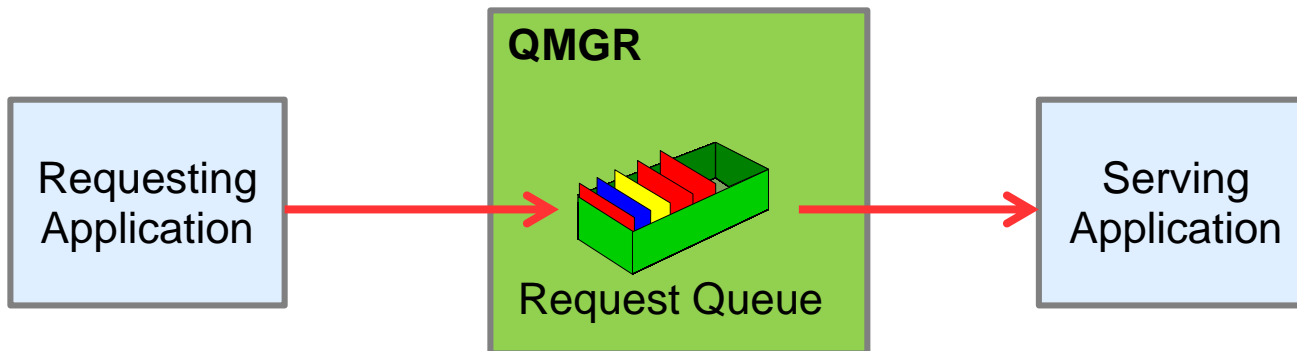 QMGR
Requesting
Application
Request Queue
Serving
Application